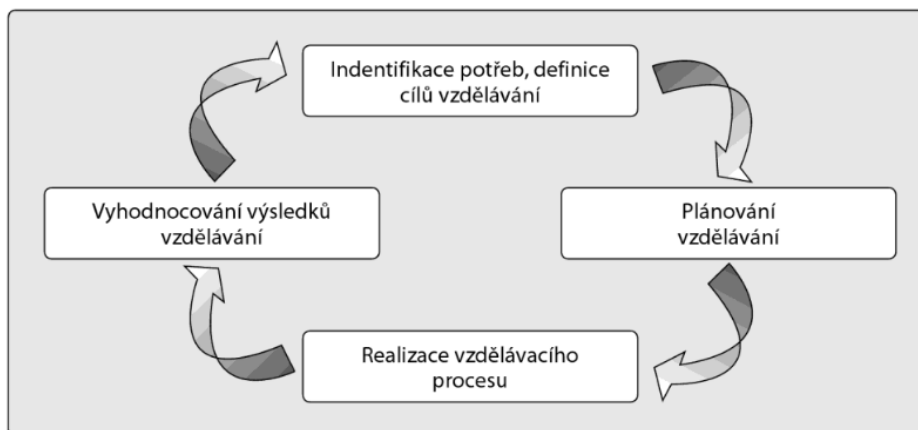 Indentifikace potřeb, definice
cílů vzdělávání
Vyhodnocování výsledků
vzdělávání
Plánování
vzdělávání
Realizace vzdělávacího
procesu